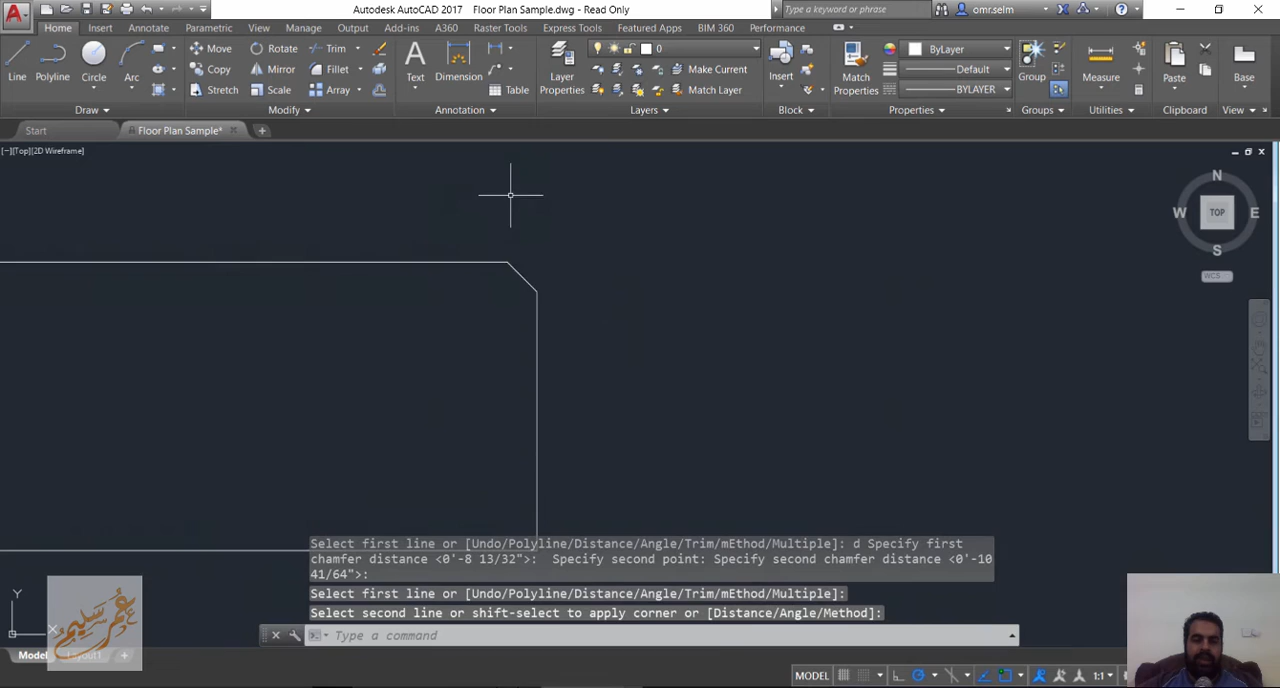 Autodesk AutoCAD 2017 Floor Plan Sample.dwg - Read Only
Type a keyword or phrase
omr.selm
Home Insert Annotate Parametric View Manage Output Add-ins A360 Express Tools Featured Apps BIM 360 Performance Raster Tools
Move Rotate Trim 0 ByLayer
Line Polyline Circle Arc Copy Mirror Fillet Text Dimension Layer Properties Make Current Insert Match Properties Default Group Measure Paste Base
Stretch Scale Array Table Match Layer BYLAYER
Draw Modify Annotation Layers Block Properties Groups Utilities Clipboard View
Start Floor Plan Sample*
[−][Top][2D Wireframe]
N
W TOP E
S
WCS
Select first line or [Undo/Polyline/Distance/Angle/Trim/mEthod/Multiple]: d Specify first
chamfer distance <0'-8 13/32">: Specify second point: Specify second chamfer distance <0'-10
41/64">:
Select first line or [Undo/Polyline/Distance/Angle/Trim/mEthod/Multiple]:
Select second line or shift-select to apply corner or [Distance/Angle/Method]:
Y
X
عمر سليم
Type a command
Model Layout1
MODEL 1:1